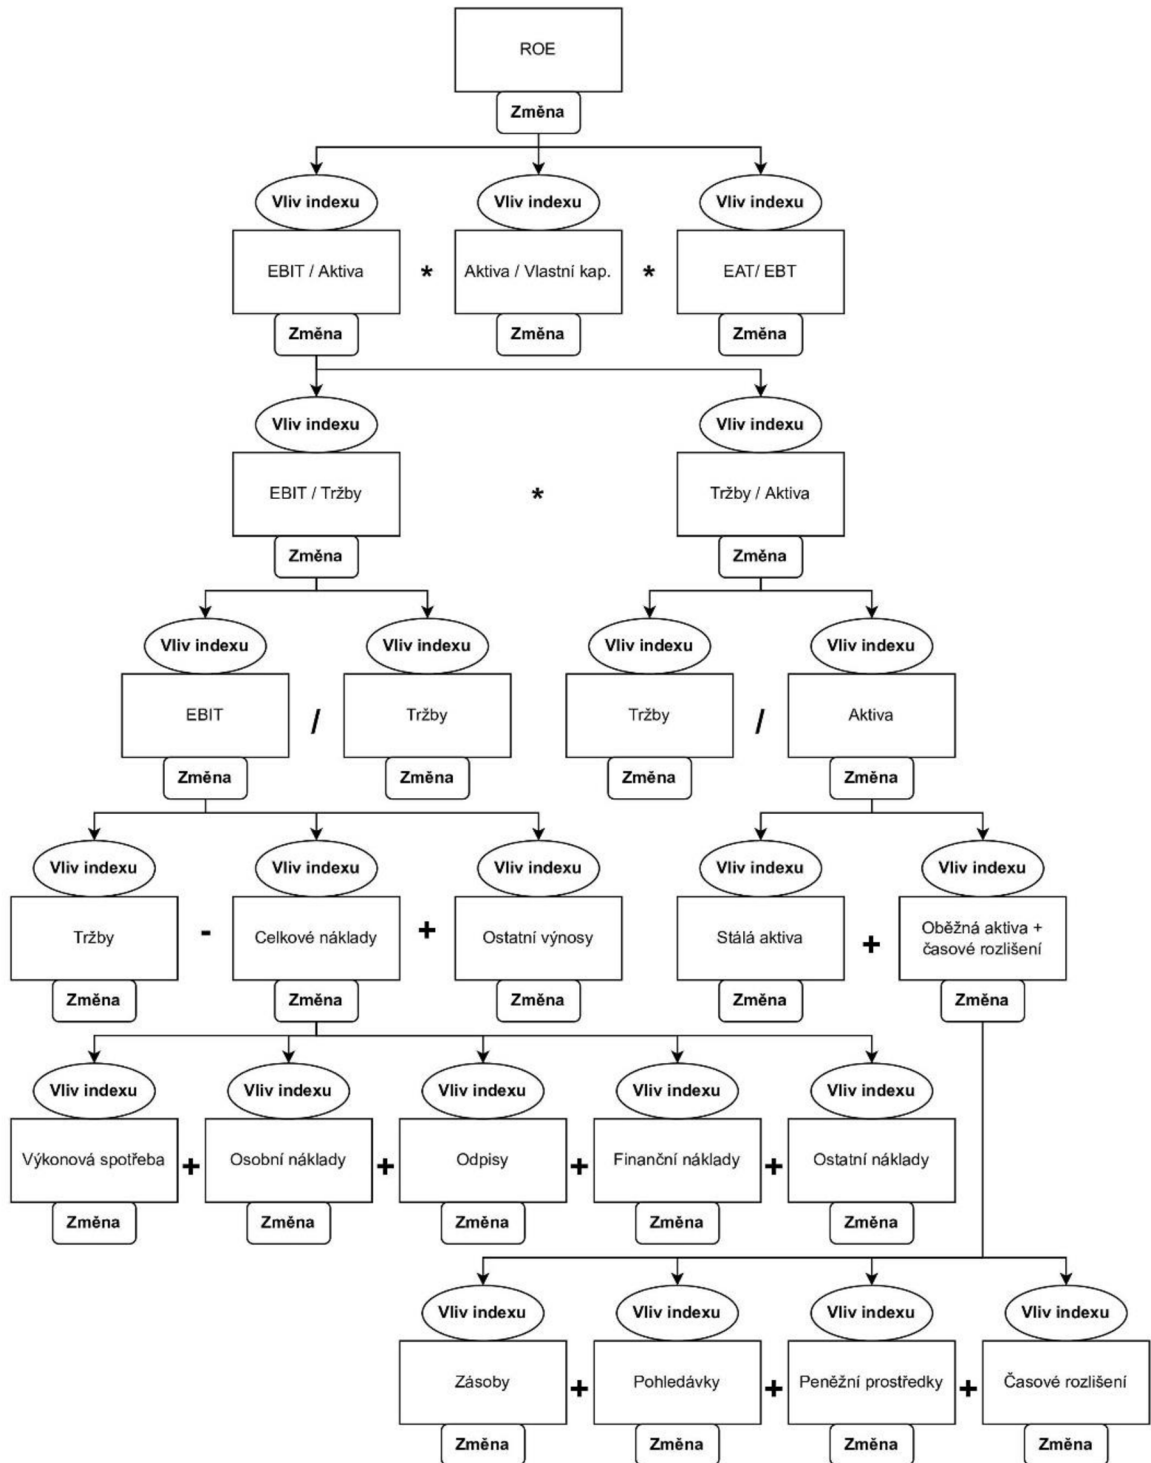 ROE
Změna
Vliv indexu Vliv indexu Vliv indexu
EBIT / Aktiva * Aktiva / Vlastní kap. * EAT/ EBT
Změna Změna Změna
Vliv indexu Vliv indexu
EBIT / Tržby * Tržby / Aktiva
Změna Změna
Vliv indexu Vliv indexu Vliv indexu Vliv indexu
EBIT / Tržby Tržby / Aktiva
Změna Změna Změna Změna
Vliv indexu Vliv indexu Vliv indexu Vliv indexu Vliv indexu
Tržby - Celkové náklady + Ostatní výnosy Stálá aktiva + Oběžná aktiva +
časové rozlišení
Změna Změna Změna Změna Změna
Vliv indexu Vliv indexu Vliv indexu Vliv indexu Vliv indexu
Výkonová spotřeba + Osobní náklady + Odpisy + Finanční náklady + Ostatní náklady
Změna Změna Změna Změna Změna
Vliv indexu Vliv indexu Vliv indexu Vliv indexu
Zásoby + Pohledávky + Peněžní prostředky + Časové rozlišení
Změna Změna Změna Změna